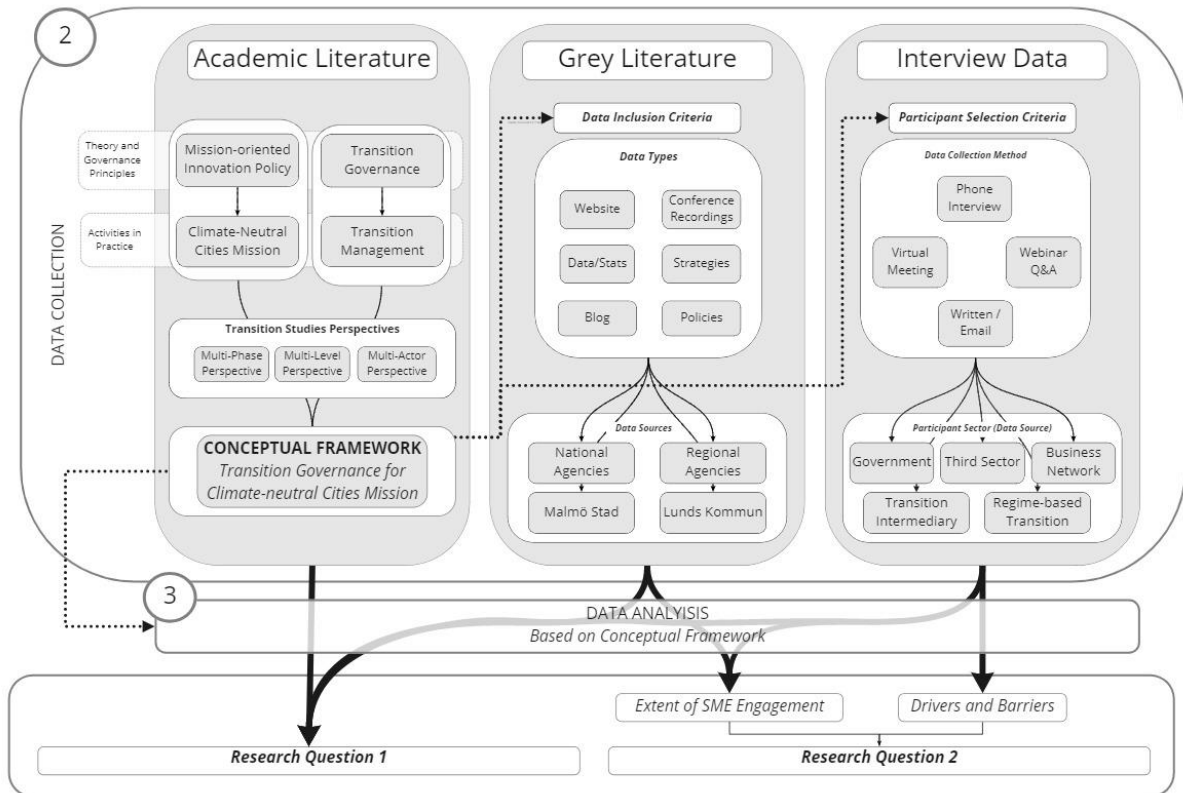 2
Academic Literature
Grey Literature
Interview Data
DATA COLLECTION
Theory and
Governance
Principles
Mission-oriented
Innovation Policy
Transition
Governance
Activities in
Practice
Climate-Neutral
Cities Mission
Transition
Management
Transition Studies Perspectives
Multi-Phase
Perspective
Multi-Level
Perspective
Multi-Actor
Perspective
CONCEPTUAL FRAMEWORK
Transition Governance for
Climate-neutral Cities Mission
Data Inclusion Criteria
Data Types
Website
Conference
Recordings
Data/Stats
Strategies
Blog
Policies
Data Sources
National
Agencies
Regional
Agencies
Malmö Stad
Lunds Kommun
Participant Selection Criteria
Data Collection Method
Phone
Interview
Virtual
Meeting
Webinar
Q&A
Written /
Email
Participant Sector (Data Source)
Government
Third Sector
Business
Network
Transition
Intermediary
Regime-based
Transition
3
DATA ANALYISIS
Based on Conceptual Framework
Extent of SME Engagement
Drivers and Barriers
Research Question 1
Research Question 2